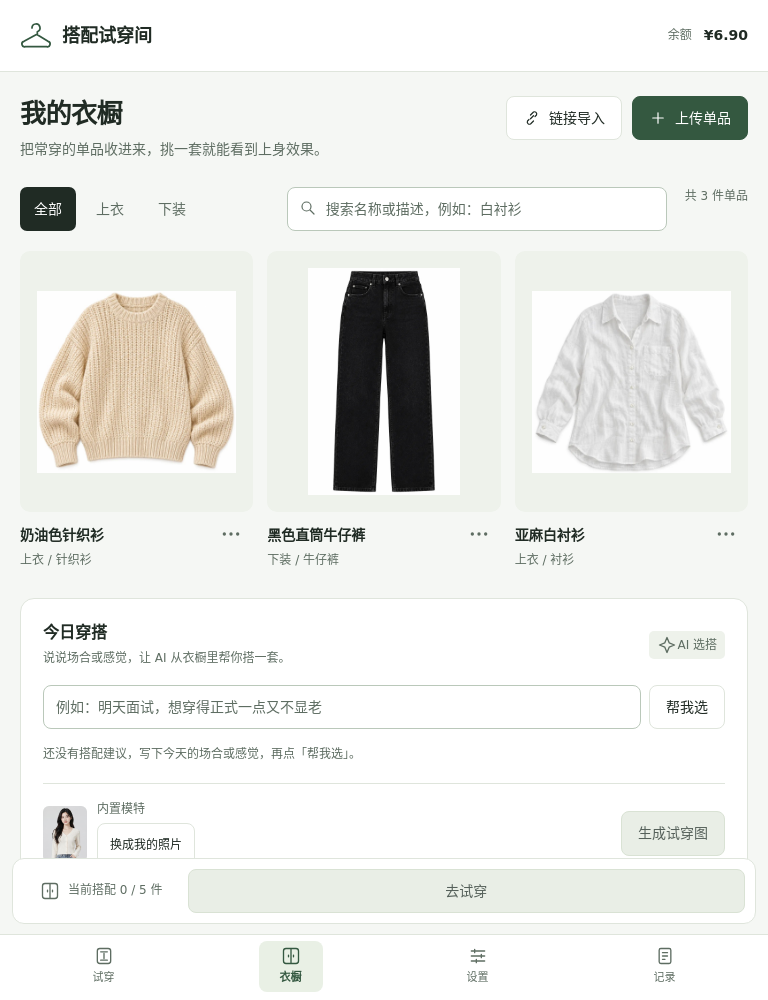 搭配试穿间
余额 ¥6.90
我的衣橱
把常穿的单品收进来，挑一套就能看到上身效果。
链接导入
上传单品
全部 上衣 下装
搜索名称或描述，例如：白衬衫
共 3 件单品
奶油色针织衫
上衣 / 针织衫
黑色直筒牛仔裤
下装 / 牛仔裤
亚麻白衬衫
上衣 / 衬衫
今日穿搭
说说场合或感觉，让 AI 从衣橱里帮你搭一套。
AI 选搭
例如：明天面试，想穿得正式一点又不显老
帮我选
还没有搭配建议，写下今天的场合或感觉，再点「帮我选」。
内置模特
换成我的照片
生成试穿图
当前搭配 0 / 5 件
去试穿
试穿 衣橱 设置 记录